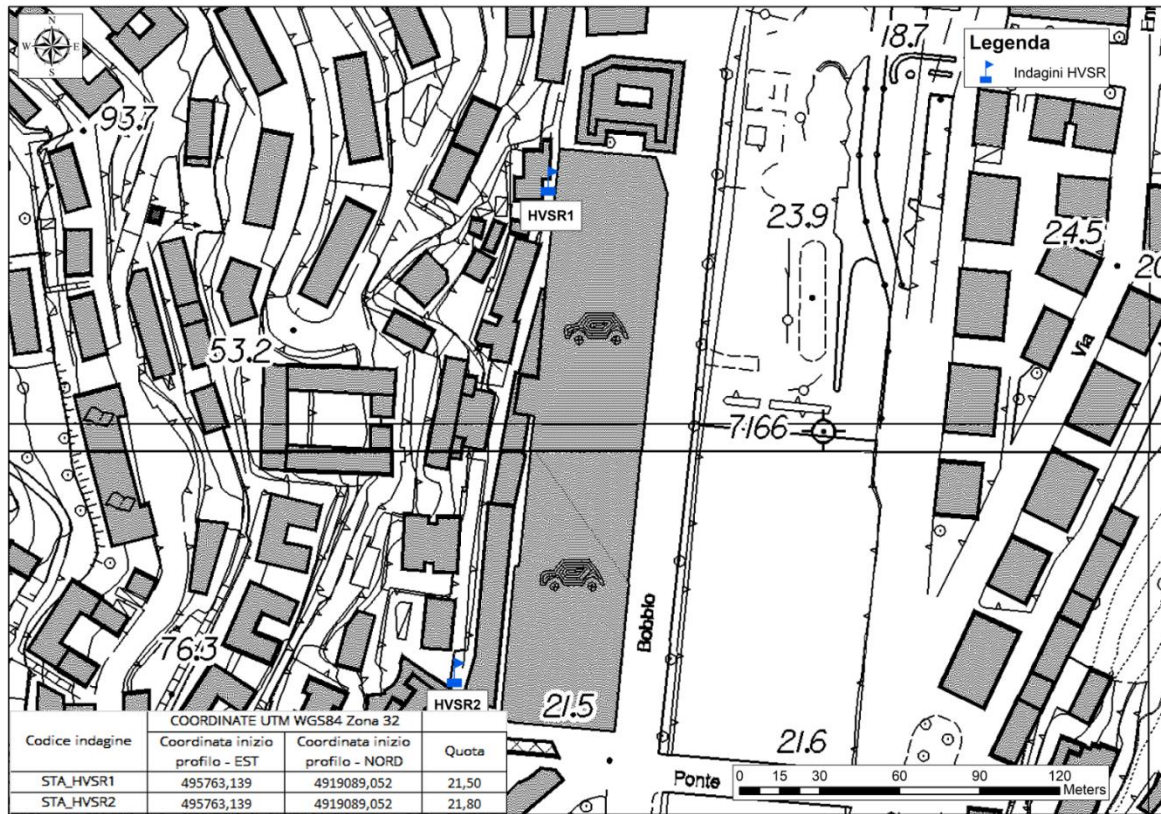 N
W E
S
93.7
18.7
Legenda
Indagini HVSR
HVSR1
23.9
24.5
20
Via
53.2
7166
Bobbio
76.3
HVSR2
21.5
21.6
Ponte
0 15 30 60 90 120
Meters
Codice indagine
COORDINATE UTM WGS84 Zona 32
Coordinata inizio profilo - EST
Coordinata inizio profilo - NORD
Quota
STA_HVSR1 495763,139 4919089,052 21,50
STA_HVSR2 495763,139 4919089,052 21,80